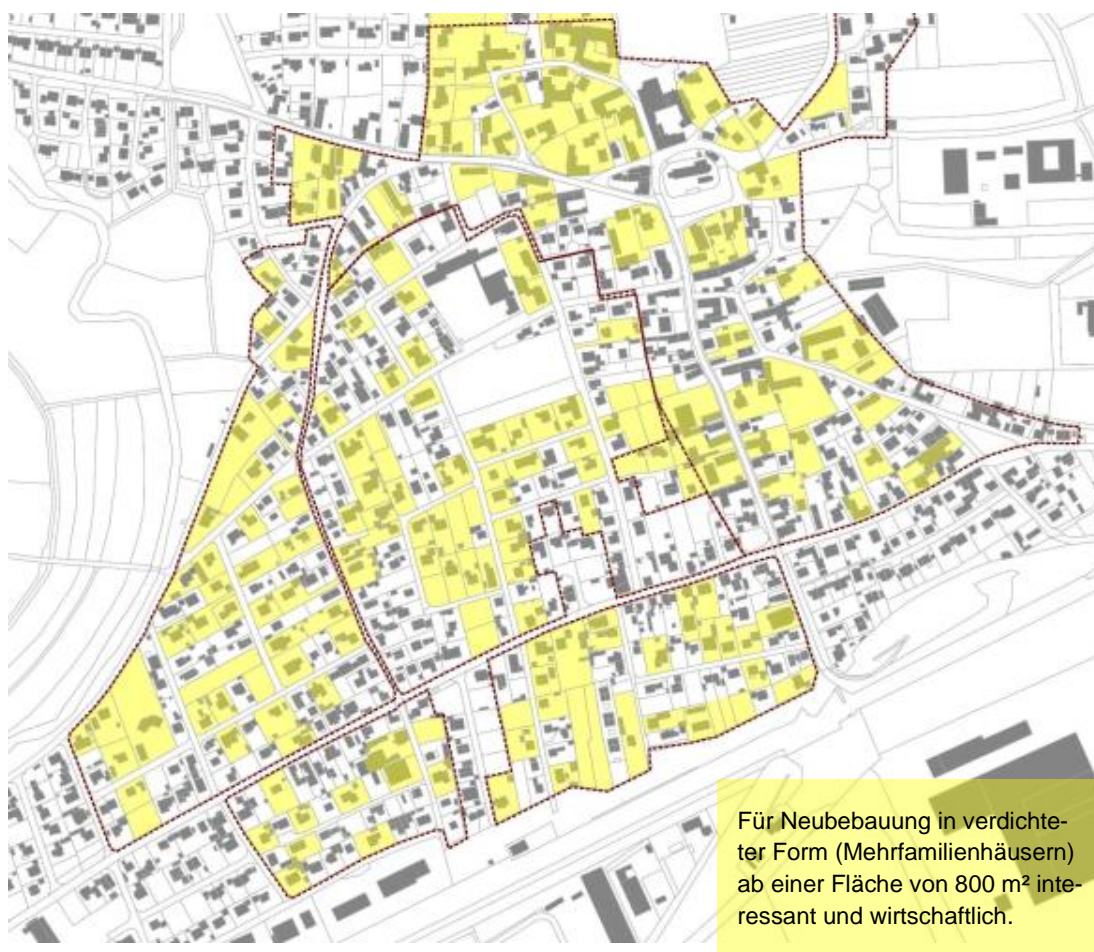 Für Neubebauung in verdichte-
ter Form (Mehrfamilienhäusern)
ab einer Fläche von 800 m² inte-
ressant und wirtschaftlich.